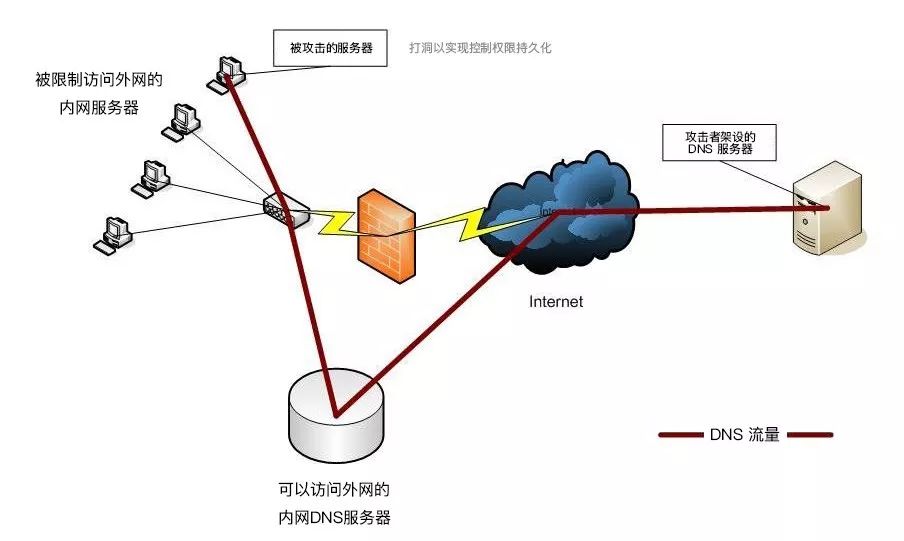 被攻击的服务器
打洞以实现控制权限持久化
被限制访问外网的
内网服务器
攻击者架设的
DNS 服务器
Internet
DNS 流量
可以访问外网的
内网DNS服务器